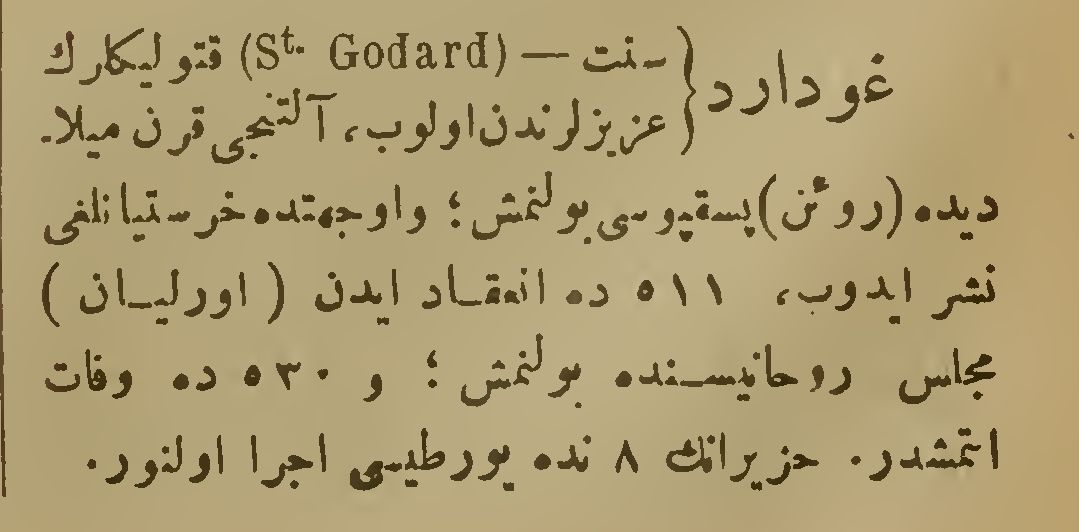 غودارد { سنت — (St. Godard) قتوليكلرك
عزيزلرندن اولوب، آلتنجى قرن ميلا-
ديده (روئن) پسقپوسى بولنمش؛ واوجهتده خرستيانلغى
نشر ايدوب، ٥١١ ده انعقاد ايدن (اورليان)
مجلس روحانيسنده بولنمش؛ و ٥٣٠ ده وفات
ايتمشدر. حزيرانك ٨ نده يورطيسى اجرا اولنور.